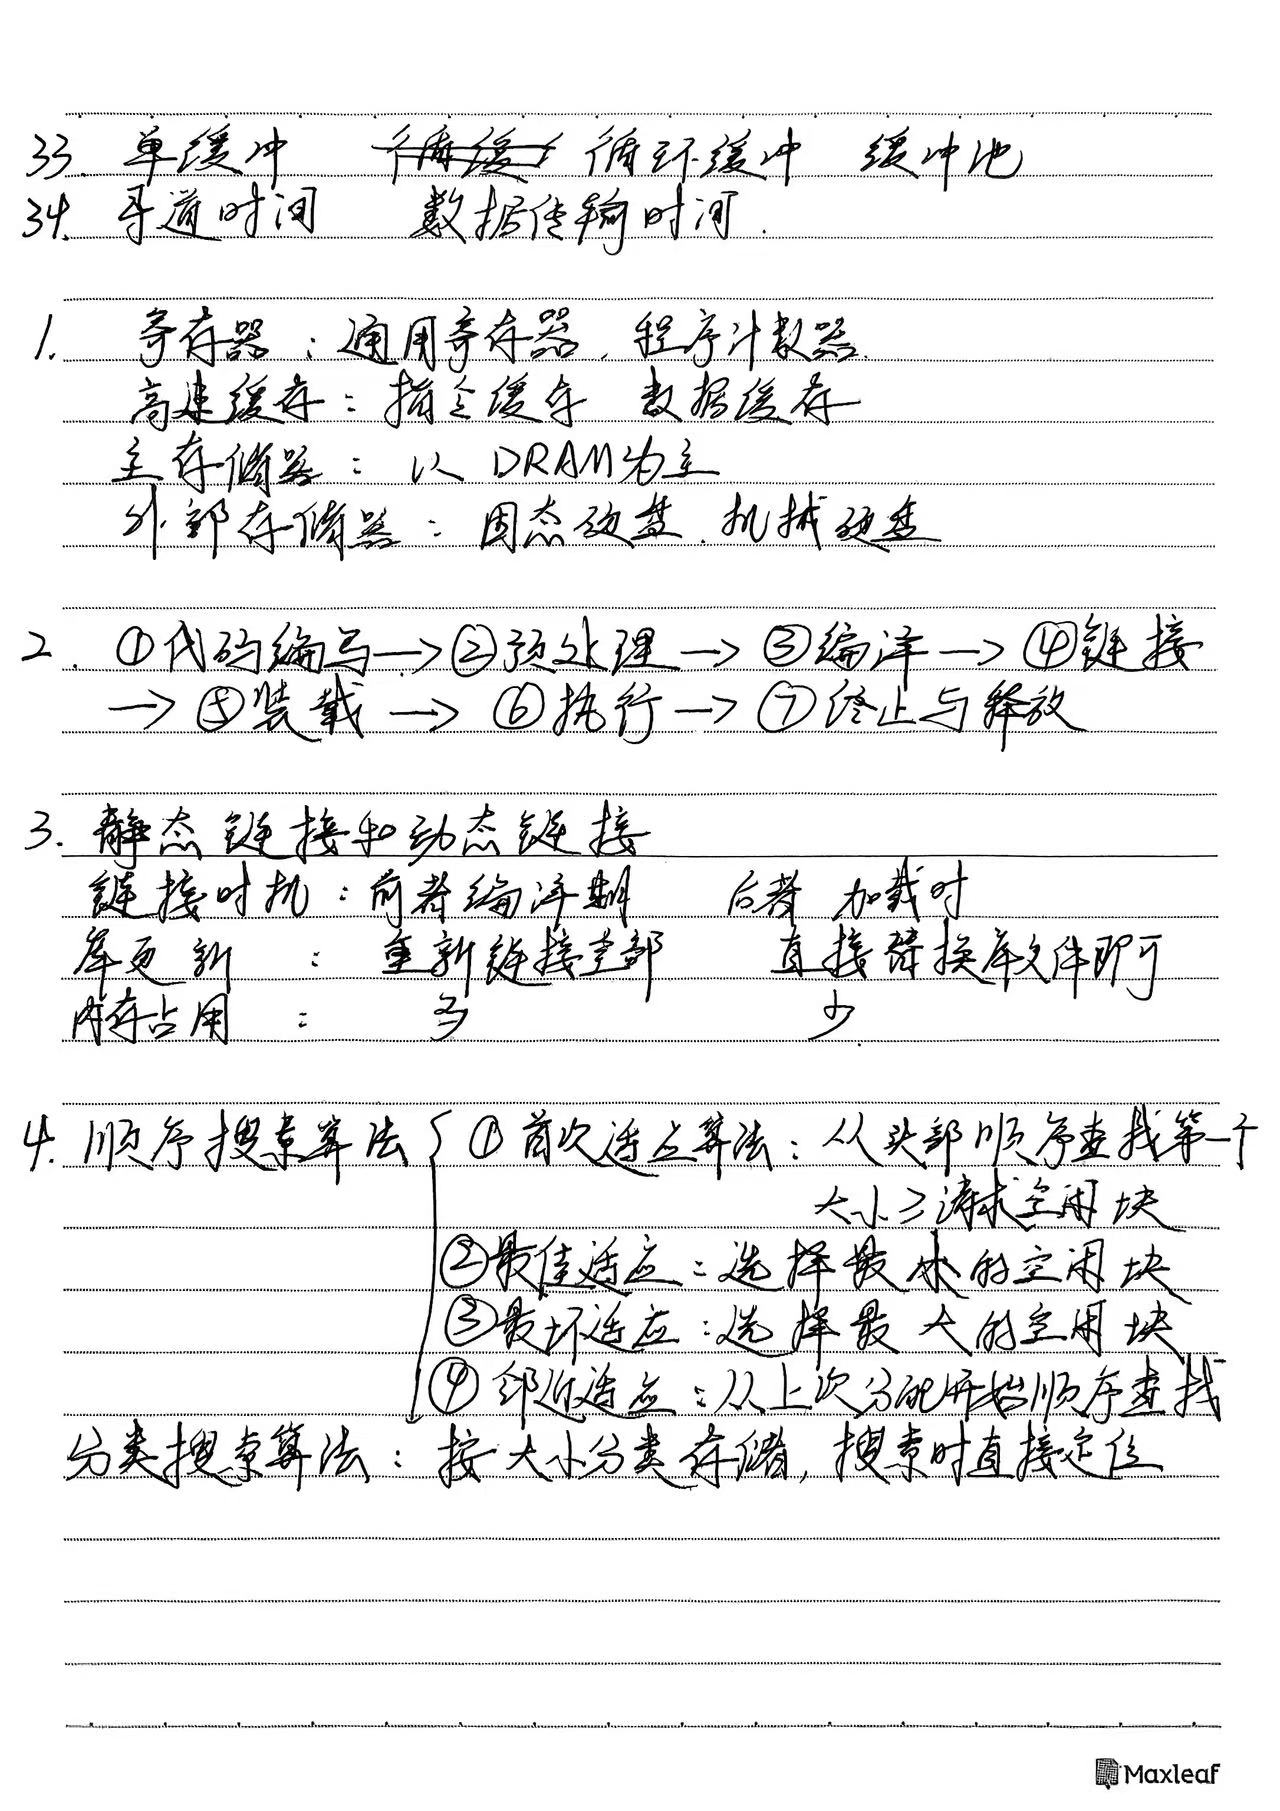 33. 单缓冲 循环缓冲 缓冲池
34. 寻道时间 数据传输时间.
1. 寄存器：通用寄存器，程序计数器.
高速缓存：指令缓存 数据缓存
主存储器：以DRAM为主
外部存储器：固态硬盘、机械硬盘
2. ①代码编写→②预处理→③编译→④链接
→⑤装载→⑥执行→⑦终止与释放
3. 静态链接和动态链接
链接时机：前者编译期 后者 加载时
库更新：重新链接全部 直接替换库文件即可
内存占用：多 少.
4. 顺序搜索算法 ①首次适应算法：从头部顺序查找第一个
大小≥请求空闲块
②最佳适应：选择最小的空闲块
③最坏适应：选择最大的空闲块
④邻近适应：从上次分配开始顺序查找
分类搜索算法：按大小分类存储，搜索时直接定位
Maxleaf